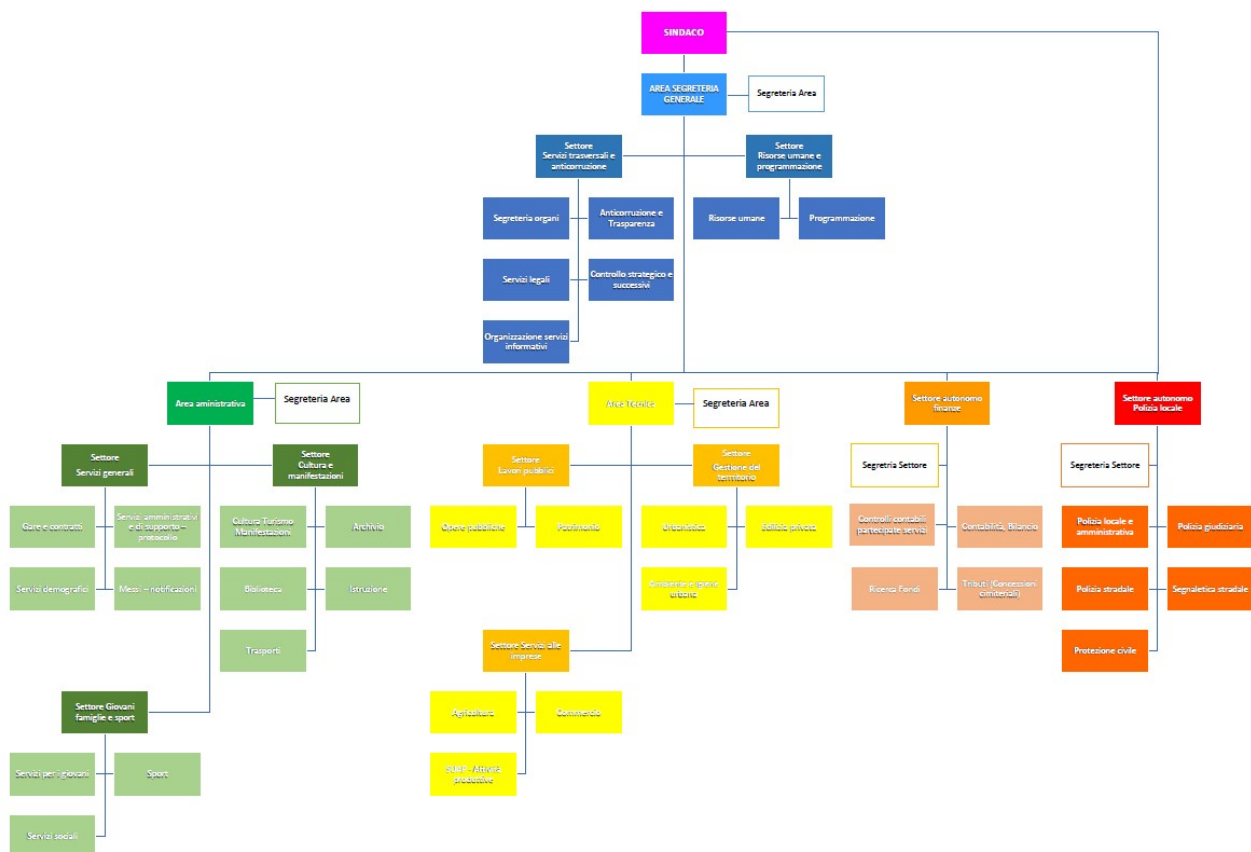 SINDACO
AREA SEGRETERIA
GENERALE
Segreteria Area
Settore
Servizi trasversali e
anticorruzione
Settore
Risorse umane e
programmazione
Segreteria organi
Anticorruzione e
Trasparenza
Risorse umane
Programmazione
Servizi legali
Controllo strategico e
successivi
Organizzazione servizi
informativi
Area aministrativa
Segreteria Area
Area Tecnica
Segreteria Area
Settore autonomo
finanze
Settore autonomo
Polizia locale
Settore
Servizi generali
Settore
Cultura e
manifestazioni
Settore
Lavori pubblici
Settore
Gestione del
territorio
Segretria Settore
Segreteria Settore
Gare e contratti
Servizi amministrativi
e di supporto –
protocollo
Cultura Turismo
Manifestazioni
Archivio
Opere pubbliche
Patrimonio
Urbanistica
Edilizia privata
Controlli contabili
partecipate servizi
Contabilità, Bilancio
Polizia locale e
amministrativa
Polizia giudiziaria
Servizi demografici
Messi – notificazioni
Biblioteca
Istruzione
Ambiente e igiene
urbana
Ricerca Fondi
Tributi (Concessioni
cimiteriali)
Polizia stradale
Segnaletica stradale
Trasporti
Settore Servizi alle
imprese
Protezione civile
Settore Giovani
famiglie e sport
Agricoltura
Commercio
Servizi per i giovani
Sport
SUAP - Attività
produttive
Servizi sociali